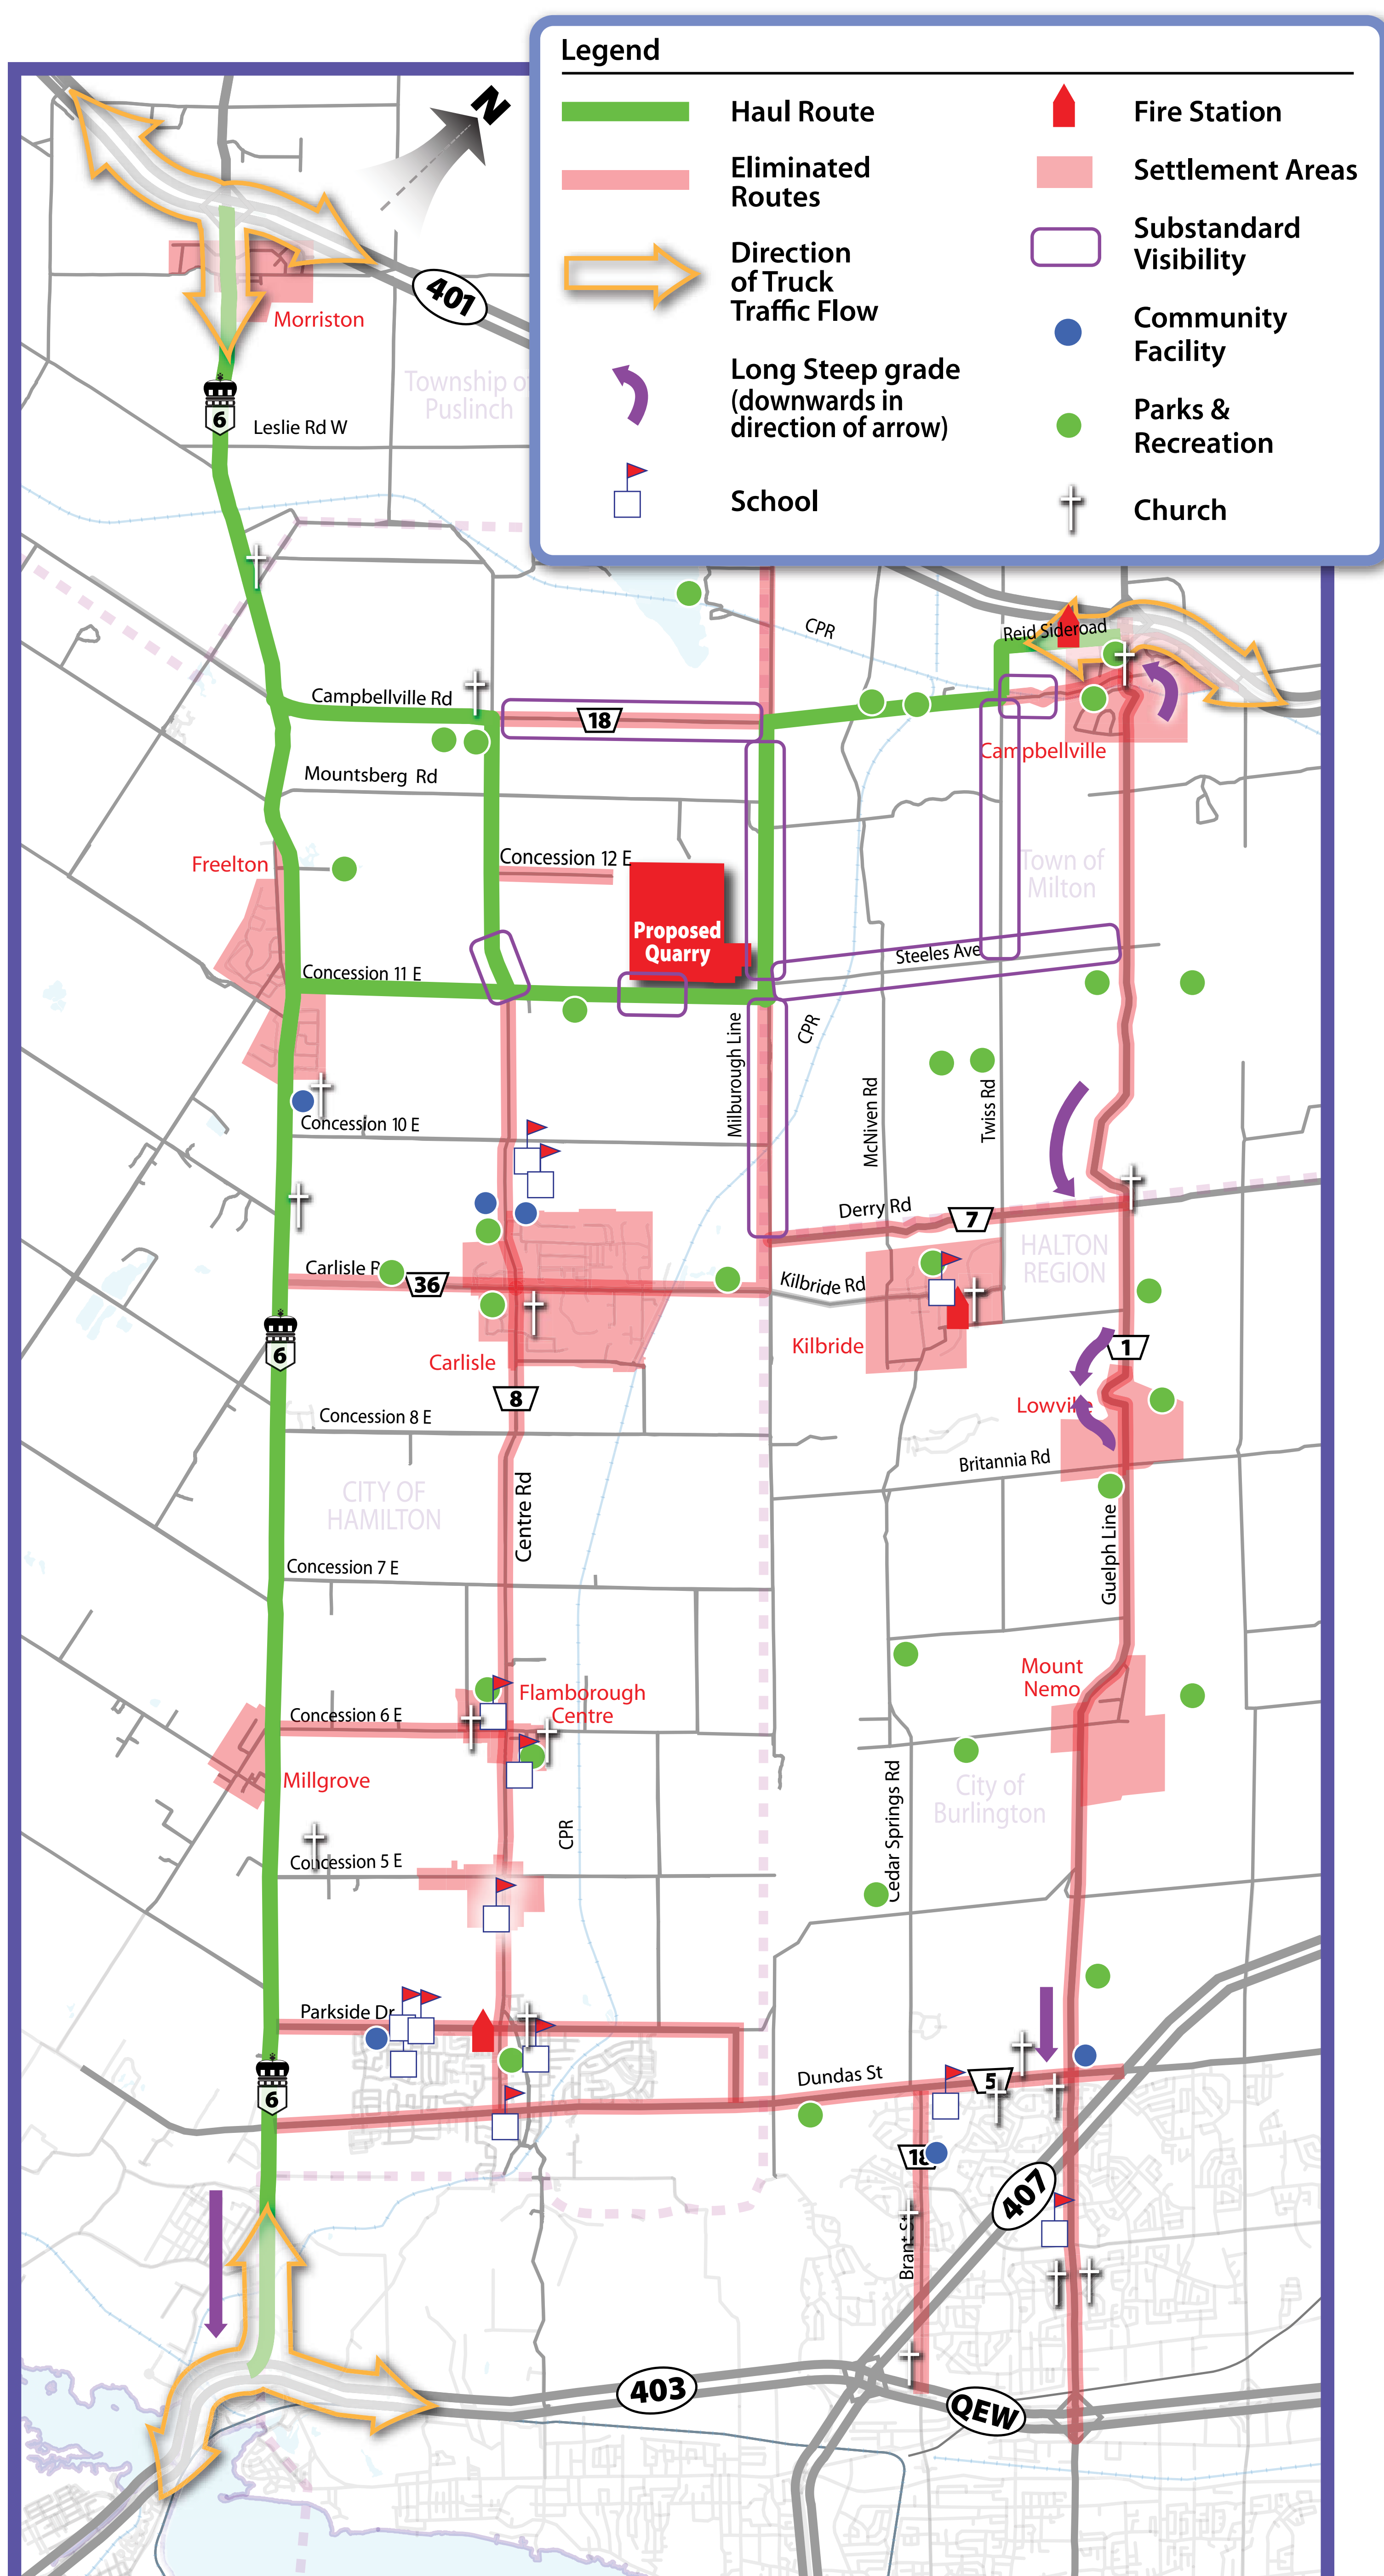 Legend
Haul Route
Eliminated
Routes
Direction
of Truck
Traffic Flow
Long Steep grade
(downwards in
direction of arrow)
School
Fire Station
Settlement Areas
Substandard
Visibility
Community
Facility
Parks &
Recreation
Church
N
401
Morriston
Township of
Puslinch
6
Leslie Rd W
CPR
Reid Sideroad
Campbellville Rd
18
Campbellville
Mountsberg Rd
Freelton
Concession 12 E
Town of
Milton
Proposed
Quarry
Steeles Ave
Concession 11 E
Milburough Line
CPR
McNiven Rd
Twiss Rd
Concession 10 E
Derry Rd
7
HALTON
REGION
Carlisle
36
Kilbride Rd
6
Kilbride
1
Carlisle
8
Lowville
Concession 8 E
Britannia Rd
CITY OF
HAMILTON
Centre Rd
Guelph Line
Concession 7 E
Mount
Nemo
Flamborough
Centre
Concession 6 E
Millgrove
City of
Burlington
Cedar Springs Rd
CPR
Concession 5 E
Parkside Dr
6
Dundas St
5
18
407
Brant St
403
QEW